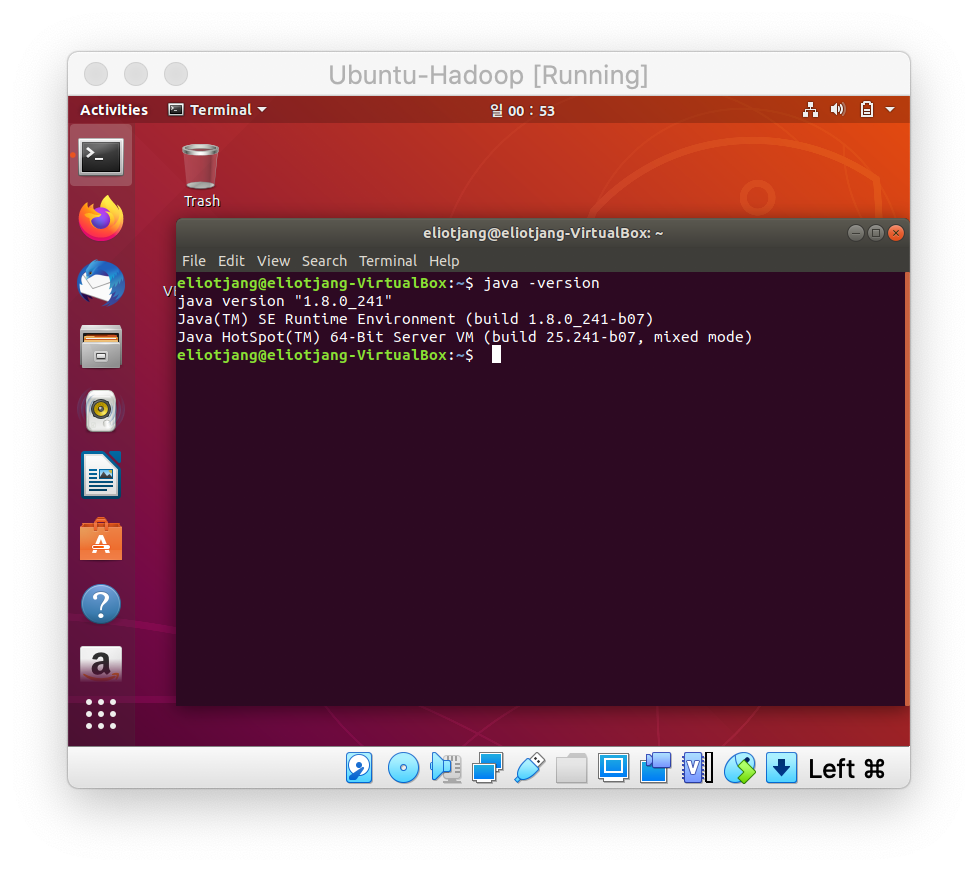 Ubuntu-Hadoop [Running]
Activities Terminal 일 00 : 53
Trash
eliotjang@eliotjang-VirtualBox: ~
File Edit View Search Terminal Help
eliotjang@eliotjang-VirtualBox:~$ java -version
java version "1.8.0_241"
Java(TM) SE Runtime Environment (build 1.8.0_241-b07)
Java HotSpot(TM) 64-Bit Server VM (build 25.241-b07, mixed mode)
eliotjang@eliotjang-VirtualBox:~$
Left ⌘